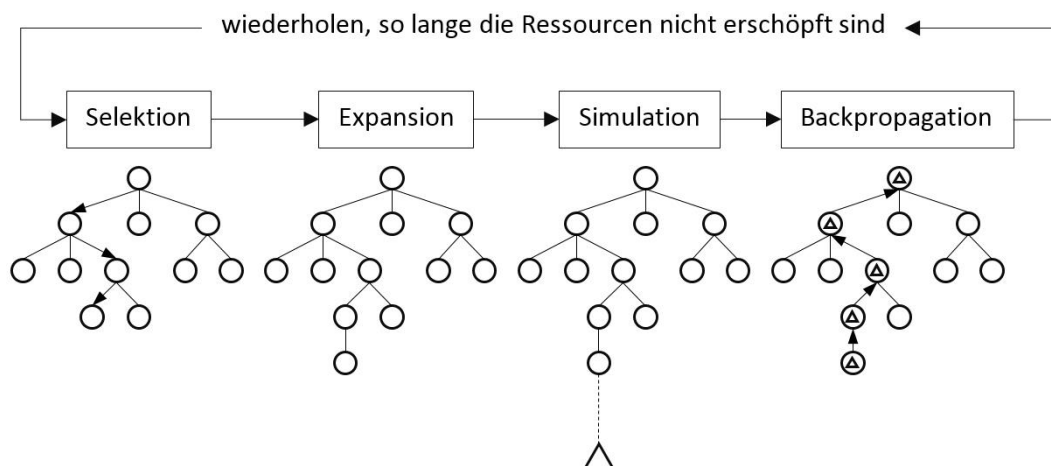 wiederholen, so lange die Ressourcen nicht erschöpft sind
Selektion
Expansion
Simulation
Backpropagation